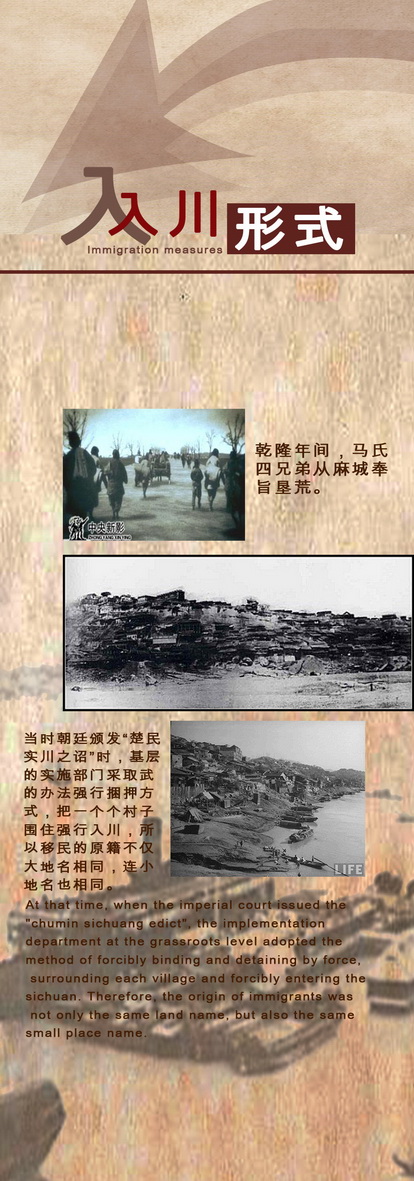 入川形式
Immigration measures
乾隆年间，马氏
四兄弟从麻城奉
旨垦荒。
中央新影
ZHONG YANG XIN YING
当时朝廷颁发“楚民
实川之诏”时，基层
的实施部门采取武
的办法强行捆押方
式，把一个个村子
围住强行入川，所
以移民的原籍不仅
大地名相同，连小
地名也相同。
LIFE
At that time, when the imperial court issued the
"chumin sichuang edict", the implementation
department at the grassroots level adopted the
method of forcibly binding and detaining by force,
surrounding each village and forcibly entering the
sichuan. Therefore, the origin of immigrants was
not only the same land name, but also the same
small place name.